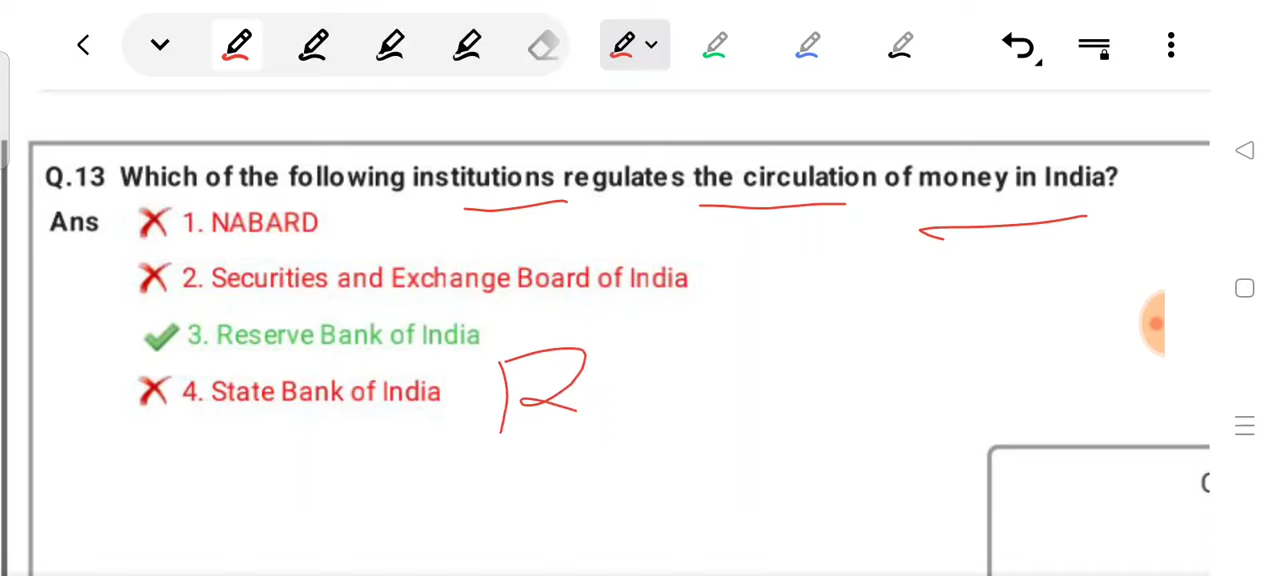 Q.13 Which of the following institutions regulates the circulation of money in India?
Ans 1. NABARD
2. Securities and Exchange Board of India
3. Reserve Bank of India
4. State Bank of India
R